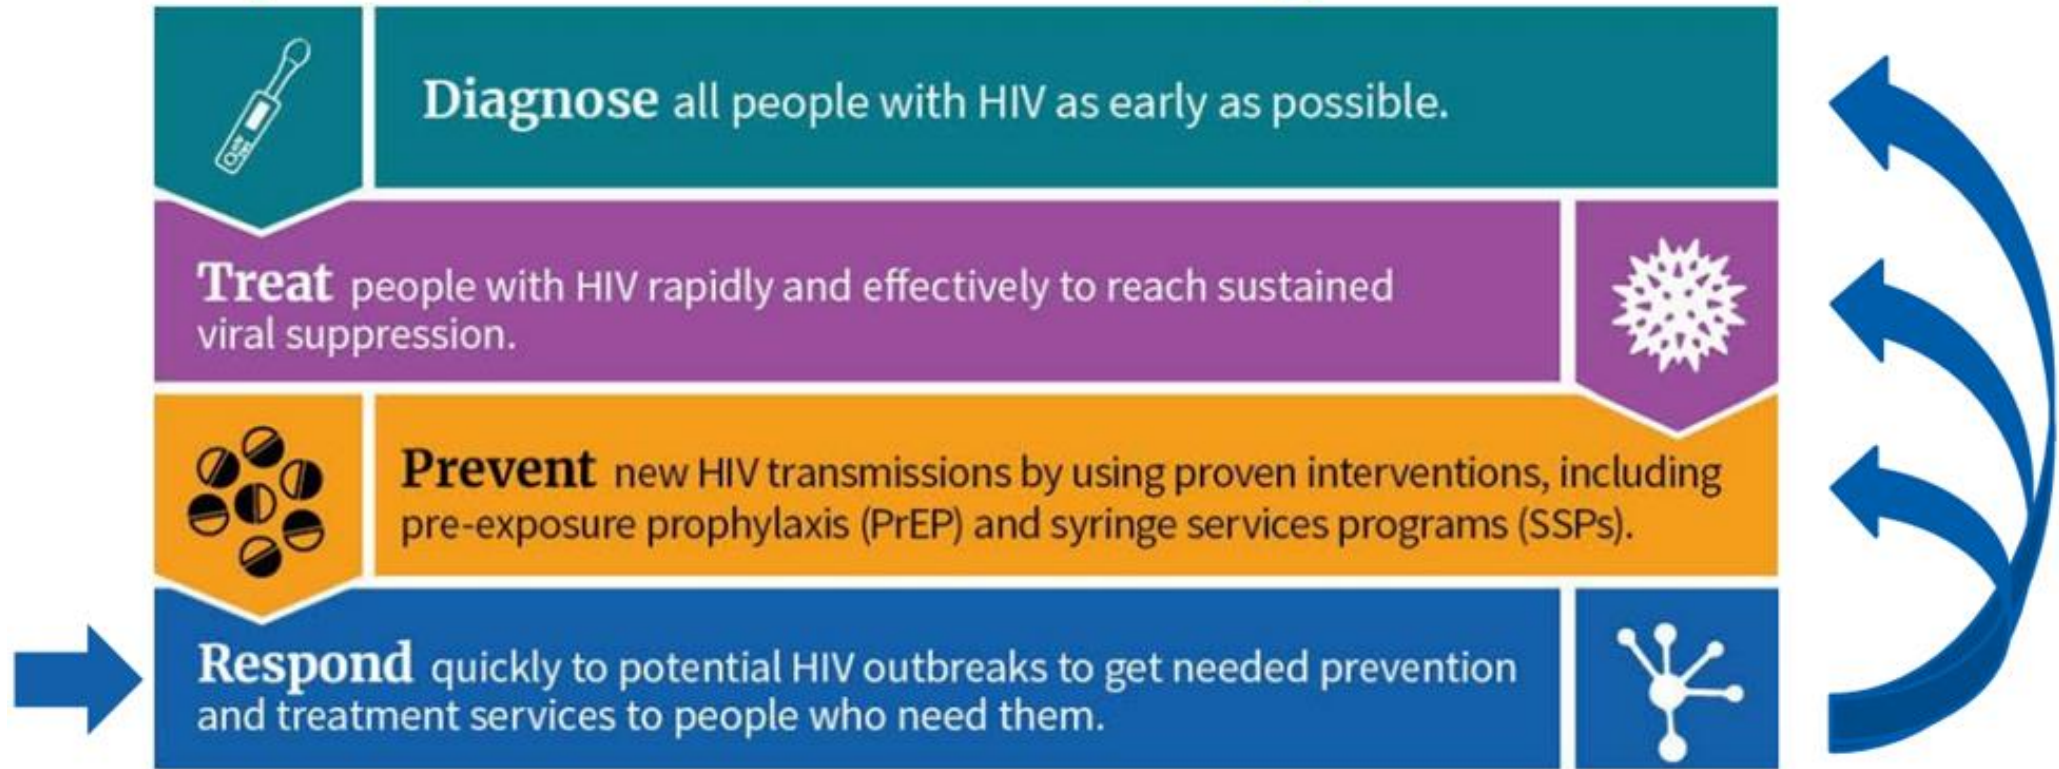 Diagnose all people with HIV as early as possible.
Treat people with HIV rapidly and effectively to reach sustained
viral suppression.
Prevent new HIV transmissions by using proven interventions, including
pre-exposure prophylaxis (PrEP) and syringe services programs (SSPs).
Respond quickly to potential HIV outbreaks to get needed prevention
and treatment services to people who need them.